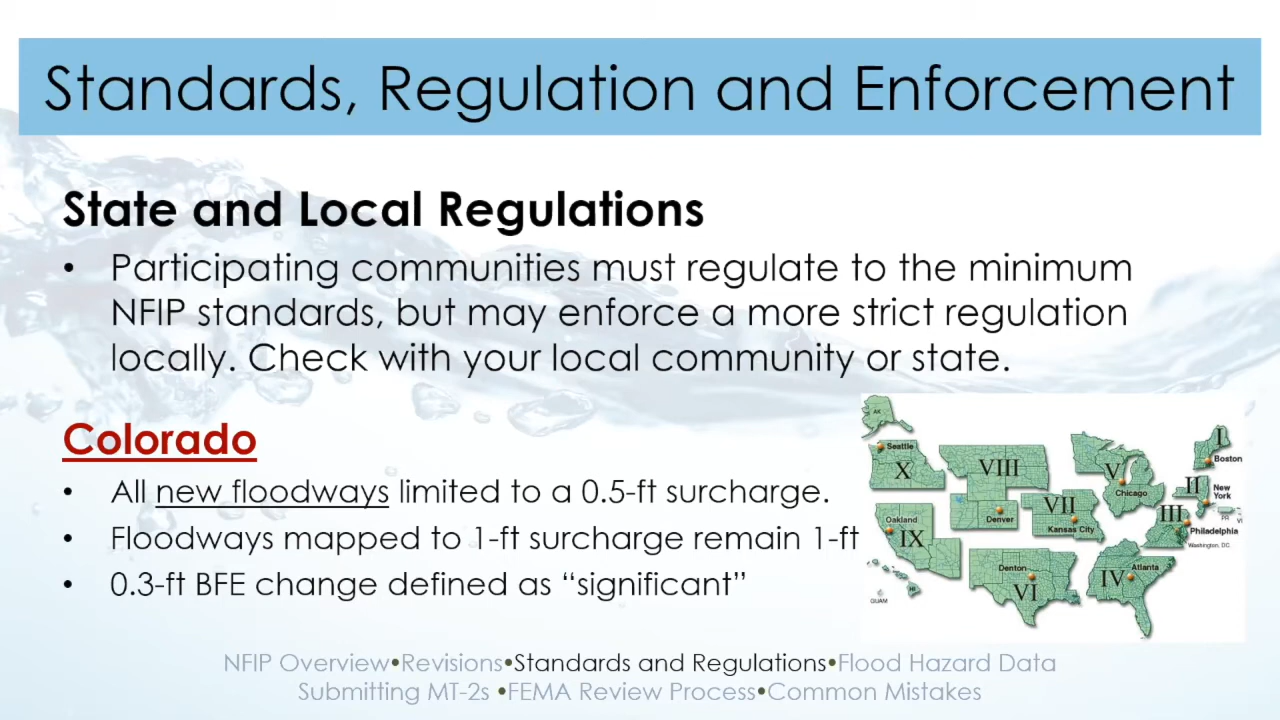 Standards, Regulation and Enforcement
State and Local Regulations
• Participating communities must regulate to the minimum
NFIP standards, but may enforce a more strict regulation
locally. Check with your local community or state.
Colorado
• All new floodways limited to a 0.5-ft surcharge.
• Floodways mapped to 1-ft surcharge remain 1-ft
• 0.3-ft BFE change defined as “significant”
AK
Seattle
X
VIII
V
I
Boston
Chicago
II
New
York
Denver
VII
Kansas City
III
PR
VI
Philadelphia
Washington, DC
Oakland
IX
Denton
VI
IV
Atlanta
GUAM
HI
NFIP Overview•Revisions•Standards and Regulations•Flood Hazard Data
Submitting MT-2s •FEMA Review Process•Common Mistakes